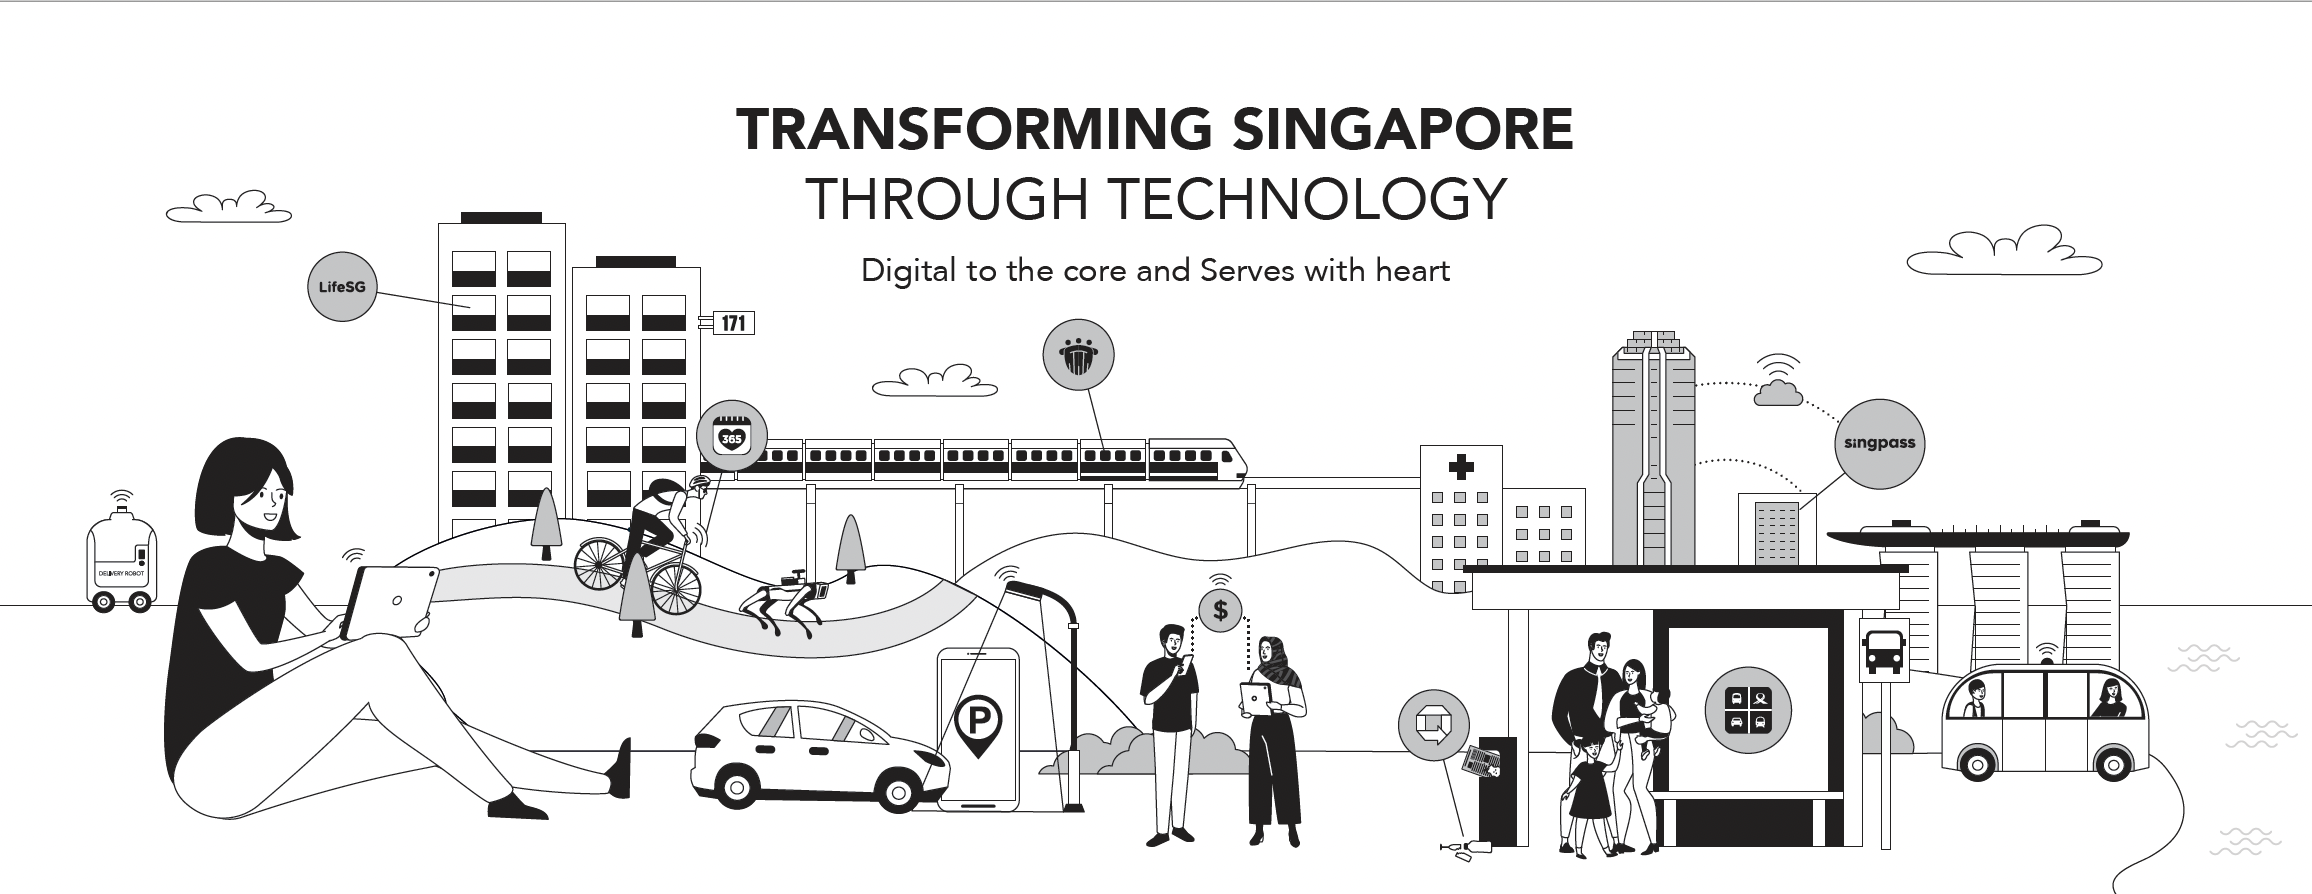 TRANSFORMING SINGAPORE
THROUGH TECHNOLOGY
Digital to the core and Serves with heart
LifeSG
171
365
singpass
DELIVERY ROBOT
$
P